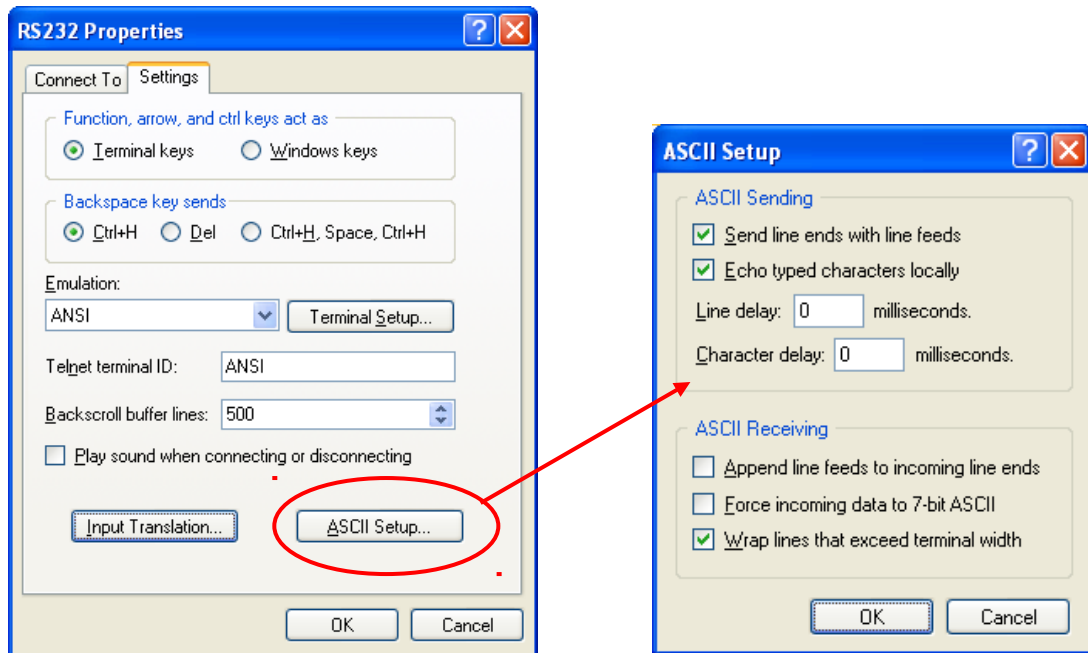 RS232 Properties
Connect To
Settings
Function, arrow, and ctrl keys act as
Terminal keys
Windows keys
Backspace key sends
Ctrl+H
Del
Ctrl+H, Space, Ctrl+H
Emulation:
ANSI
Terminal Setup...
Telnet terminal ID:
ANSI
Backscroll buffer lines:
500
Play sound when connecting or disconnecting
Input Translation...
ASCII Setup...
OK
Cancel
ASCII Setup
ASCII Sending
Send line ends with line feeds
Echo typed characters locally
Line delay: 0 milliseconds.
Character delay: 0 milliseconds.
ASCII Receiving
Append line feeds to incoming line ends
Force incoming data to 7-bit ASCII
Wrap lines that exceed terminal width
OK
Cancel